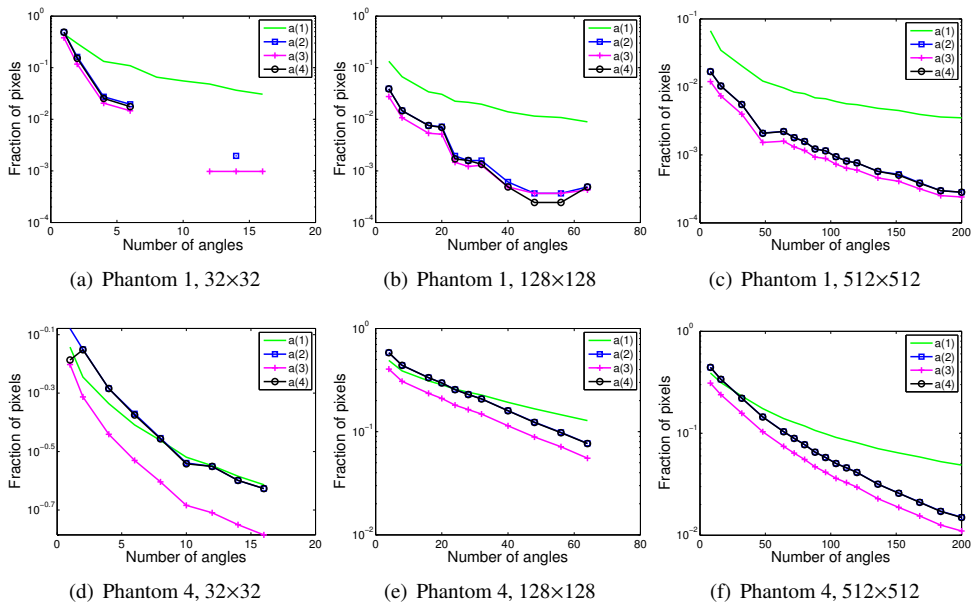 10^0
10^-1
10^-2
10^-3
10^-4
Fraction of pixels
0 5 10 15 20
Number of angles
a(1)
a(2)
a(3)
a(4)
(a) Phantom 1, 32×32
10^0
10^-1
10^-2
10^-3
10^-4
Fraction of pixels
0 20 40 60 80
Number of angles
a(1)
a(2)
a(3)
a(4)
(b) Phantom 1, 128×128
10^-1
10^-2
10^-3
10^-4
Fraction of pixels
0 50 100 150 200
Number of angles
a(1)
a(2)
a(3)
a(4)
(c) Phantom 1, 512×512
10^-0.1
10^-0.3
10^-0.5
10^-0.7
Fraction of pixels
0 5 10 15 20
Number of angles
a(1)
a(2)
a(3)
a(4)
(d) Phantom 4, 32×32
10^0
10^-1
10^-2
Fraction of pixels
0 20 40 60 80
Number of angles
a(1)
a(2)
a(3)
a(4)
(e) Phantom 4, 128×128
10^0
10^-1
10^-2
Fraction of pixels
0 50 100 150 200
Number of angles
a(1)
a(2)
a(3)
a(4)
(f) Phantom 4, 512×512